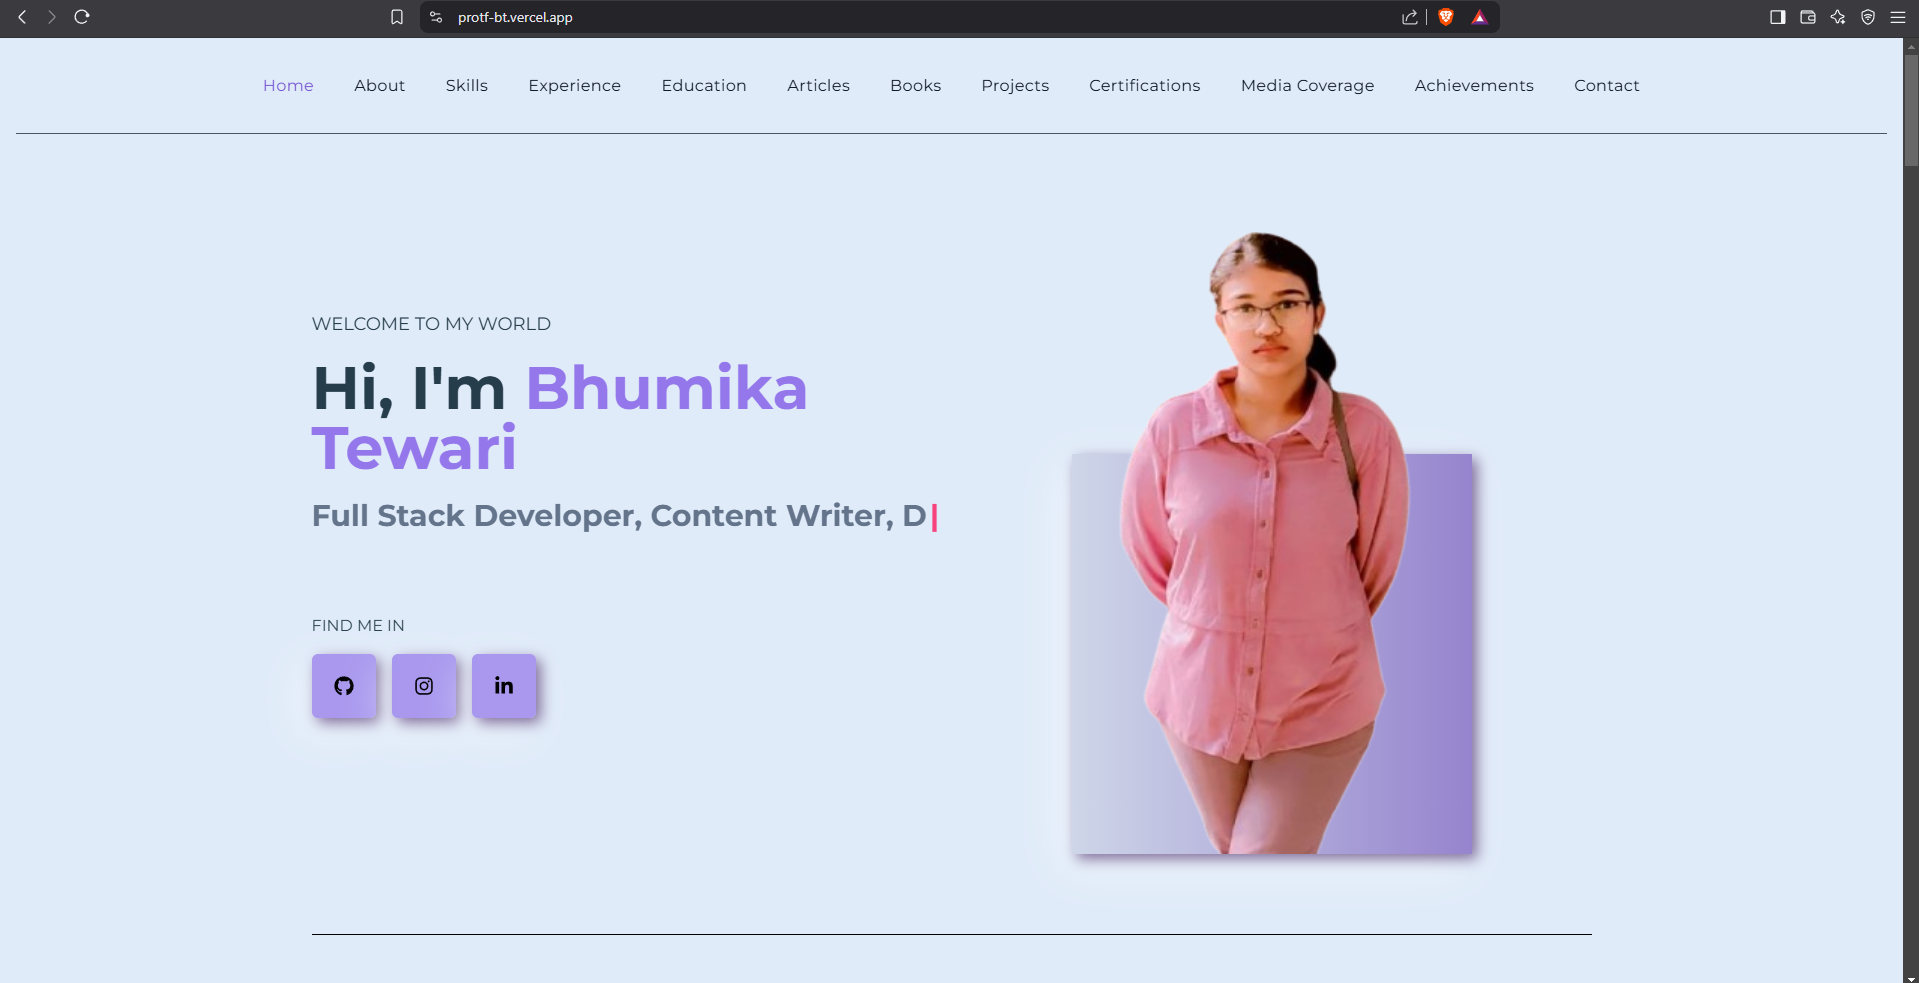 protf-bt.vercel.app
Home About Skills Experience Education Articles Books Projects Certifications Media Coverage Achievements Contact
WELCOME TO MY WORLD
Hi, I'm Bhumika
Tewari
Full Stack Developer, Content Writer, D|
FIND ME IN
in